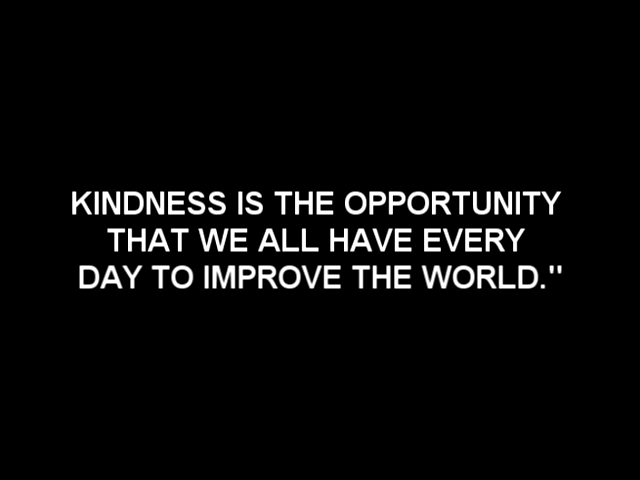 KINDNESS IS THE OPPORTUNITY
THAT WE ALL HAVE EVERY
DAY TO IMPROVE THE WORLD."